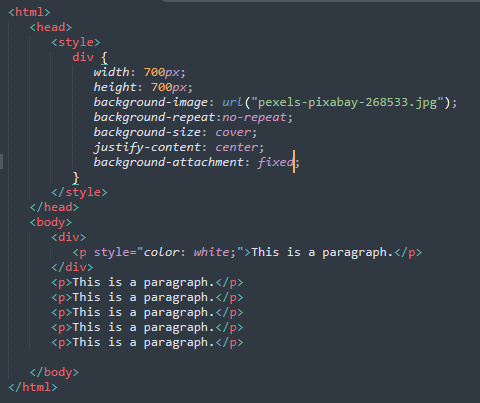 <html>
<head>
<style>
div {
width: 700px;
height: 700px;
background-image: url("pexels-pixabay-268533.jpg");
background-repeat:no-repeat;
background-size: cover;
justify-content: center;
background-attachment: fixed;
}
</style>
</head>
<body>
<div>
<p style="color: white;">This is a paragraph.</p>
</div>
<p>This is a paragraph.</p>
<p>This is a paragraph.</p>
<p>This is a paragraph.</p>
<p>This is a paragraph.</p>
<p>This is a paragraph.</p>
</body>
</html>